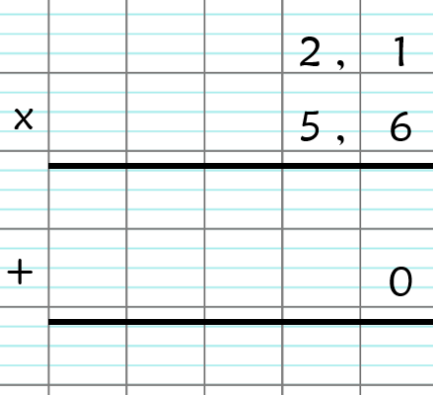 2, 1
x 5, 6
+ 0